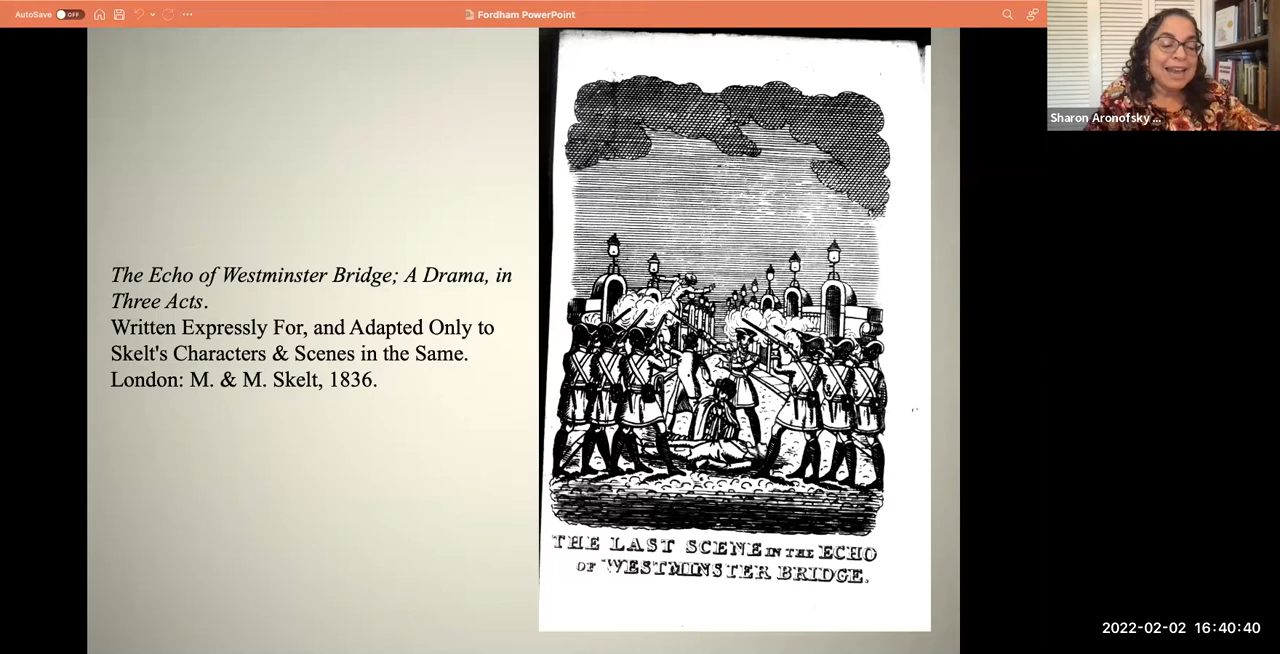 AutoSave OFF
Fordham PowerPoint
Sharon Aronofsky ...
The Echo of Westminster Bridge; A Drama, in
Three Acts.
Written Expressly For, and Adapted Only to
Skelt's Characters & Scenes in the Same.
London: M. & M. Skelt, 1836.
THE LAST SCENE IN THE ECHO
OF WESTMINSTER BRIDGE.
2022-02-02 16:40:40